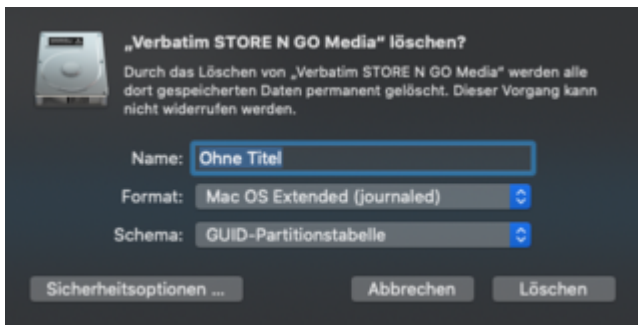 „Verbatim STORE N GO Media“ löschen?
Durch das Löschen von „Verbatim STORE N GO Media“ werden alle
dort gespeicherten Daten permanent gelöscht. Dieser Vorgang kann
nicht widerrufen werden.
Name: Ohne Titel
Format: Mac OS Extended (journaled)
Schema: GUID-Partitionstabelle
Sicherheitsoptionen ... Abbrechen Löschen